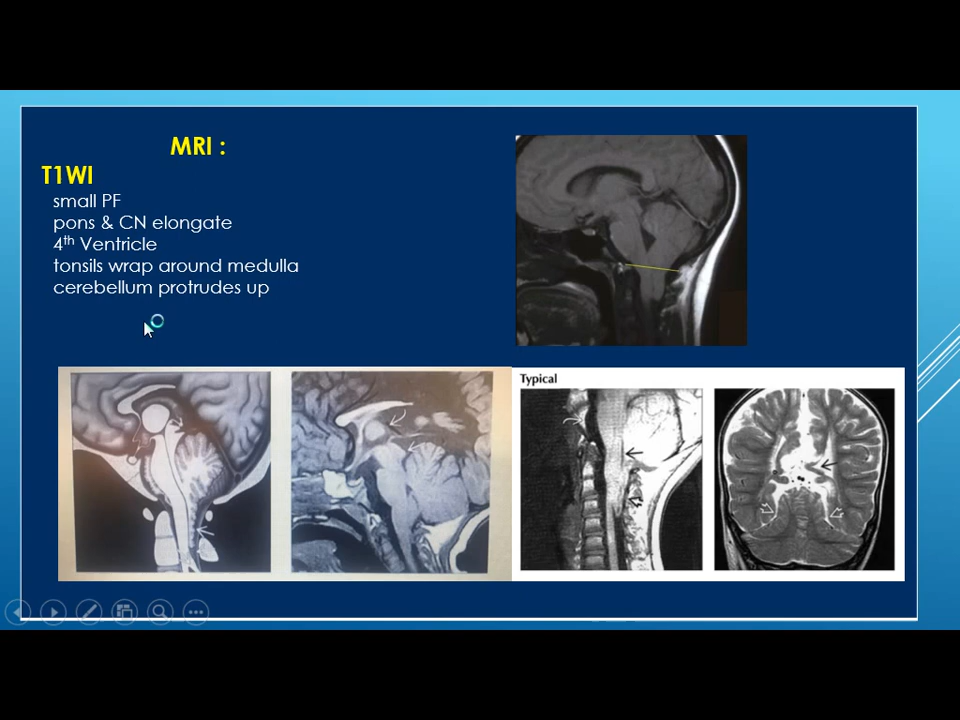 MRI :
T1WI
small PF
pons & CN elongate
4th Ventricle
tonsils wrap around medulla
cerebellum protrudes up
Typical